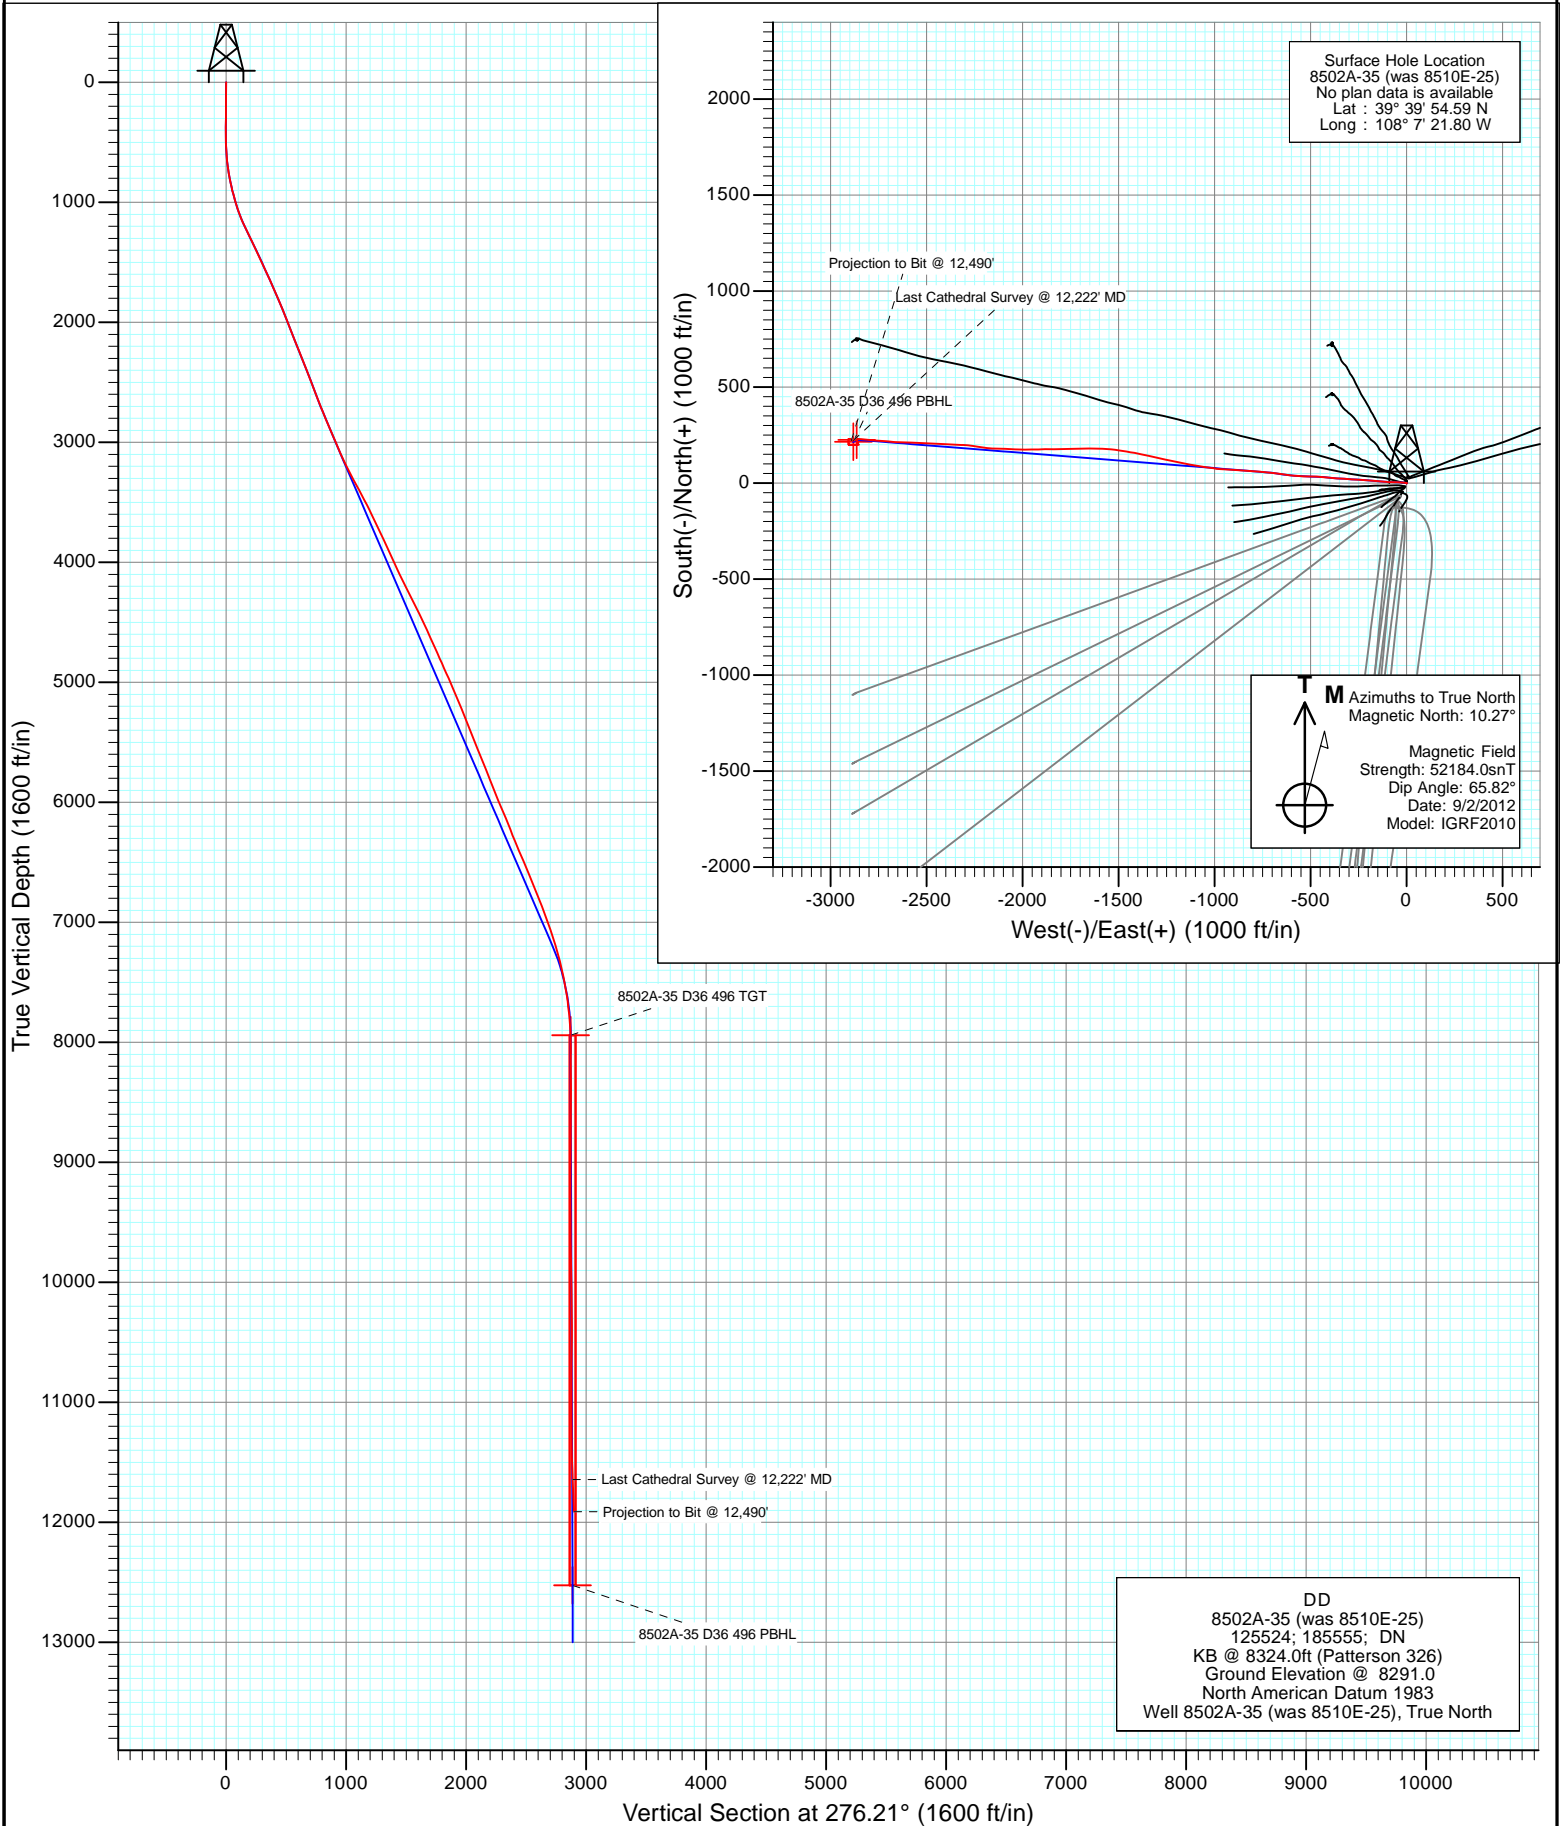 0
1000
2000
3000
4000
5000
6000
7000
8000
9000
10000
11000
12000
13000
True Vertical Depth (1600 ft/in)
0
1000
2000
3000
4000
5000
6000
7000
8000
9000
10000
Vertical Section at 276.21° (1600 ft/in)
8502A-35 D36 496 TGT
Last Cathedral Survey @ 12,222' MD
Projection to Bit @ 12,490'
8502A-35 D36 496 PBHL
2000
1500
1000
500
0
-500
-1000
-1500
-2000
South(-)/North(+) (1000 ft/in)
-3000
-2500
-2000
-1500
-1000
-500
0
500
West(-)/East(+) (1000 ft/in)
Projection to Bit @ 12,490'
Last Cathedral Survey @ 12,222' MD
8502A-35 D36 496 PBHL
Surface Hole Location
8502A-35 (was 8510E-25)
No plan data is available
Lat : 39° 39' 54.59 N
Long : 108° 7' 21.80 W
T
M
Azimuths to True North
Magnetic North: 10.27°
Magnetic Field
Strength: 52184.0snT
Dip Angle: 65.82°
Date: 9/2/2012
Model: IGRF2010
DD
8502A-35 (was 8510E-25)
125524; 185555; DN
KB @ 8324.0ft (Patterson 326)
Ground Elevation @ 8291.0
North American Datum 1983
Well 8502A-35 (was 8510E-25), True North